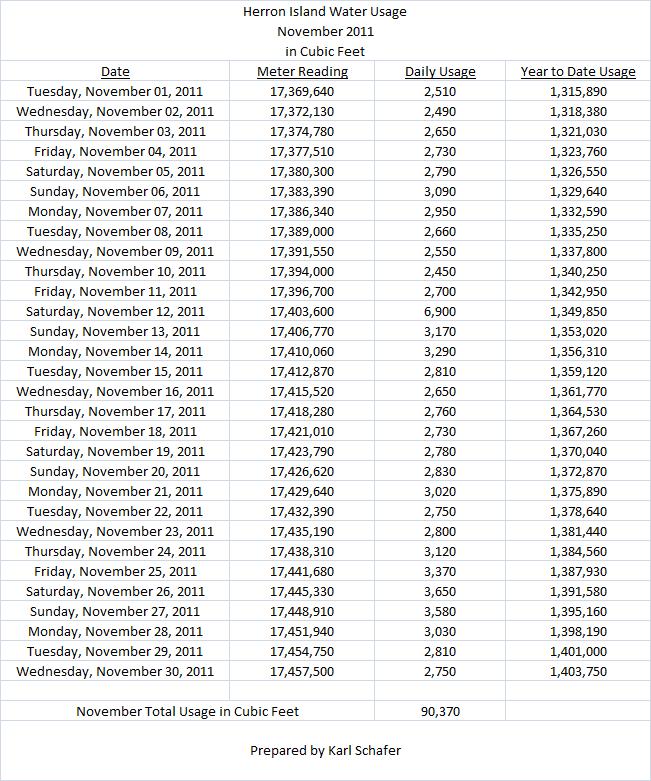 Herron Island Water Usage
November 2011
in Cubic Feet
Date Meter Reading Daily Usage Year to Date Usage
Tuesday, November 01, 2011 17,369,640 2,510 1,315,890
Wednesday, November 02, 2011 17,372,130 2,490 1,318,380
Thursday, November 03, 2011 17,374,780 2,650 1,321,030
Friday, November 04, 2011 17,377,510 2,730 1,323,760
Saturday, November 05, 2011 17,380,300 2,790 1,326,550
Sunday, November 06, 2011 17,383,390 3,090 1,329,640
Monday, November 07, 2011 17,386,340 2,950 1,332,590
Tuesday, November 08, 2011 17,389,000 2,660 1,335,250
Wednesday, November 09, 2011 17,391,550 2,550 1,337,800
Thursday, November 10, 2011 17,394,000 2,450 1,340,250
Friday, November 11, 2011 17,396,700 2,700 1,342,950
Saturday, November 12, 2011 17,403,600 6,900 1,349,850
Sunday, November 13, 2011 17,406,770 3,170 1,353,020
Monday, November 14, 2011 17,410,060 3,290 1,356,310
Tuesday, November 15, 2011 17,412,870 2,810 1,359,120
Wednesday, November 16, 2011 17,415,520 2,650 1,361,770
Thursday, November 17, 2011 17,418,280 2,760 1,364,530
Friday, November 18, 2011 17,421,010 2,730 1,367,260
Saturday, November 19, 2011 17,423,790 2,780 1,370,040
Sunday, November 20, 2011 17,426,620 2,830 1,372,870
Monday, November 21, 2011 17,429,640 3,020 1,375,890
Tuesday, November 22, 2011 17,432,390 2,750 1,378,640
Wednesday, November 23, 2011 17,435,190 2,800 1,381,440
Thursday, November 24, 2011 17,438,310 3,120 1,384,560
Friday, November 25, 2011 17,441,680 3,370 1,387,930
Saturday, November 26, 2011 17,445,330 3,650 1,391,580
Sunday, November 27, 2011 17,448,910 3,580 1,395,160
Monday, November 28, 2011 17,451,940 3,030 1,398,190
Tuesday, November 29, 2011 17,454,750 2,810 1,401,000
Wednesday, November 30, 2011 17,457,500 2,750 1,403,750
November Total Usage in Cubic Feet 90,370
Prepared by Karl Schafer